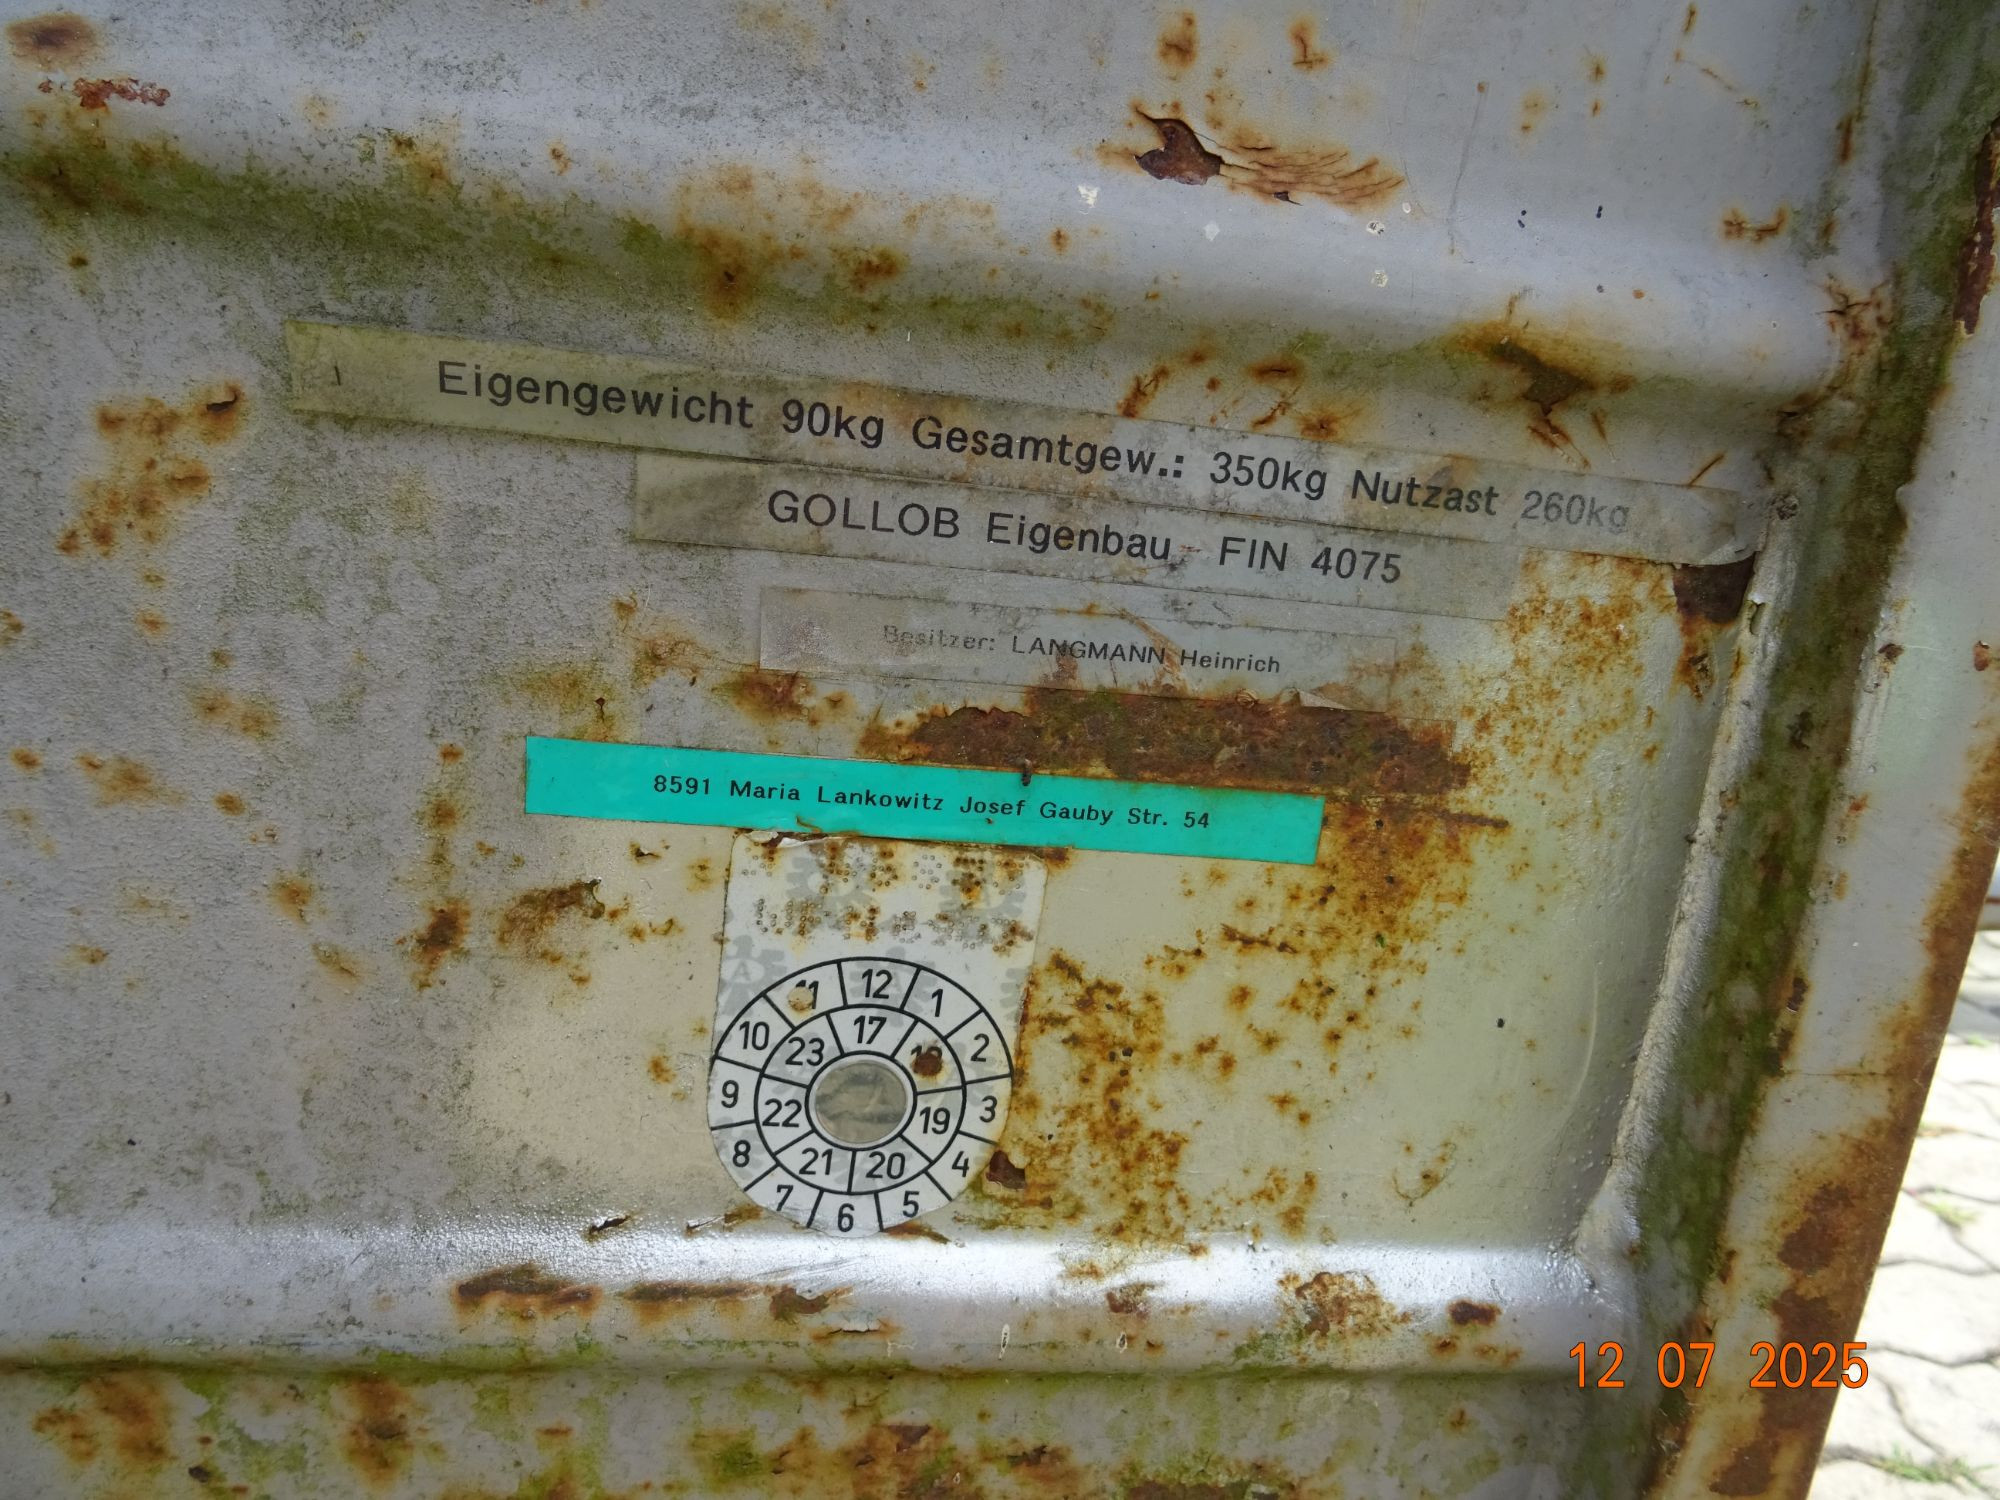 Eigengewicht 90kg Gesamtgew.: 350kg Nutzast 260kg
GOLLOB Eigenbau - FIN 4075
Besitzer: LANGMANN Heinrich
8591 Maria Lankowitz Josef Gauby Str. 54
12 1 2 3 4 5 6 7 8 9 10 11
17 18 19 20 21 22 23
12 07 2025